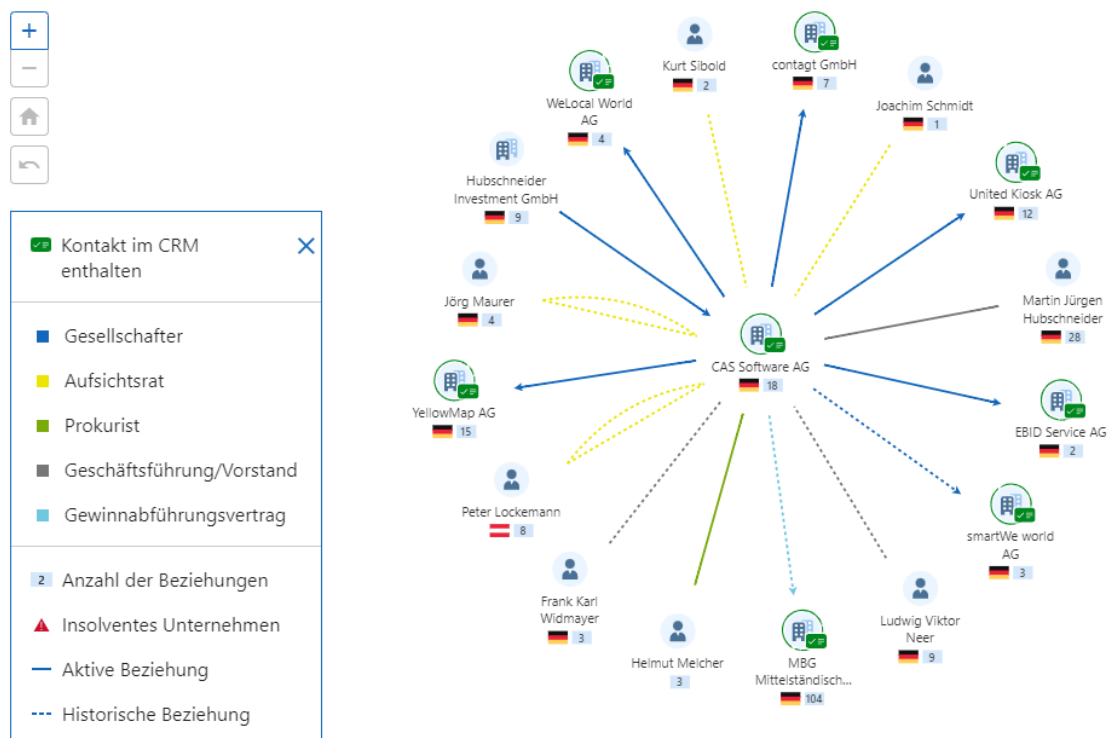 Kurt Sibold
2
contagt GmbH
7
WeLocal World
AG
4
Joachim Schmidt
1
Hubschneider
Investment GmbH
9
United Kiosk AG
12
Kontakt im CRM
enthalten
Gesellschafter
Aufsichtsrat
Prokurist
Geschäftsführung/Vorstand
Gewinnabführungsvertrag
2 Anzahl der Beziehungen
Insolventes Unternehmen
Aktive Beziehung
Historische Beziehung
Jörg Maurer
4
Martin Jürgen
Hubschneider
28
CAS Software AG
18
YellowMap AG
15
EBID Service AG
2
Peter Lockemann
8
smartWe world
AG
3
Frank Karl
Widmayer
3
Helmut Melcher
3
MBG
Mittelständisch...
104
Ludwig Viktor
Neer
9